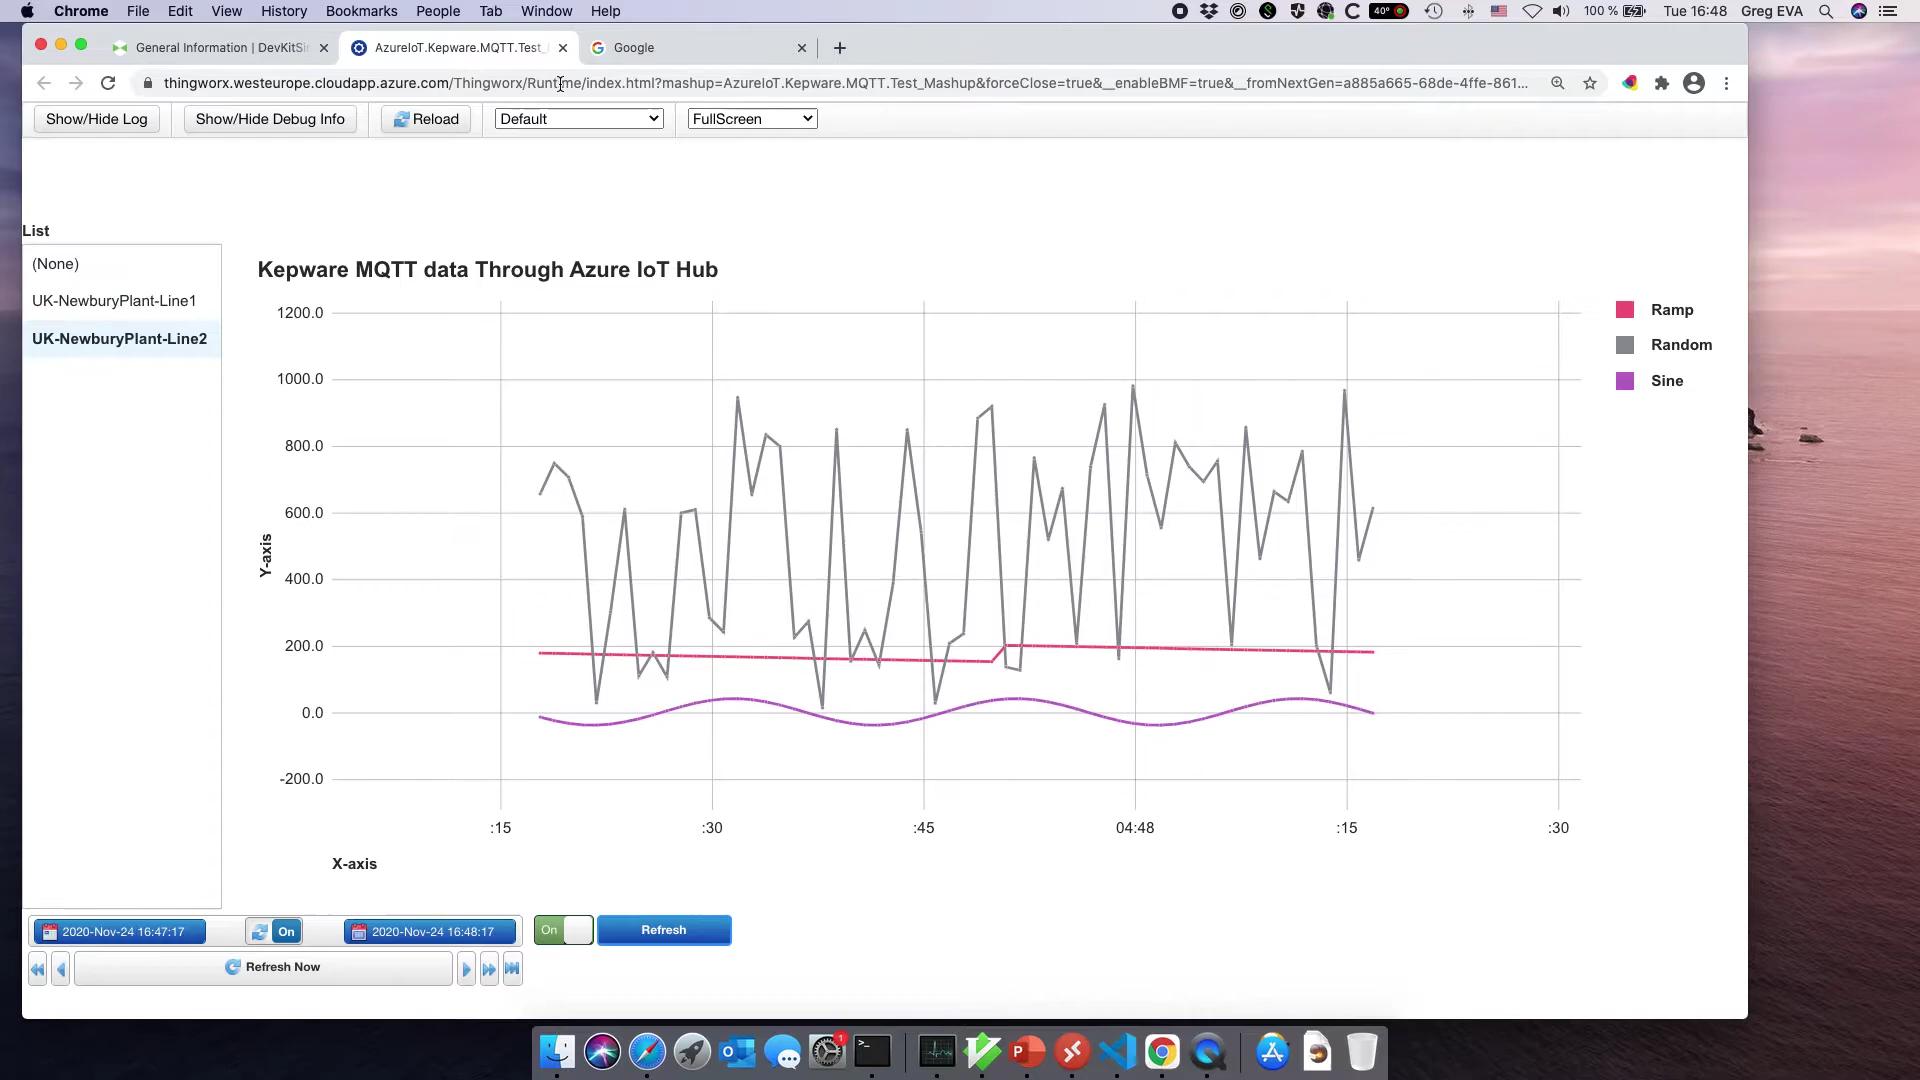 Chrome File Edit View History Bookmarks People Tab Window Help
40° 100 % Tue 16:48 Greg EVA
General Information | DevKitSi
AzureIoT.Kepware.MQTT.Test_
Google
thingworx.westeurope.cloudapp.azure.com/Thingworx/Runtime/index.html?mashup=AzureIoT.Kepware.MQTT.Test_Mashup&forceClose=true&__enableBMF=true&__fromNextGen=a885a665-68de-4ffe-861...
Show/Hide Log Show/Hide Debug Info Reload Default FullScreen
List
(None)
UK-NewburyPlant-Line1
UK-NewburyPlant-Line2
Kepware MQTT data Through Azure IoT Hub
1200.0
1000.0
800.0
600.0
400.0
200.0
0.0
-200.0
Y-axis
:15 :30 :45 04:48 :15 :30
X-axis
Ramp
Random
Sine
2020-Nov-24 16:47:17 On 2020-Nov-24 16:48:17 On Refresh
Refresh Now
1